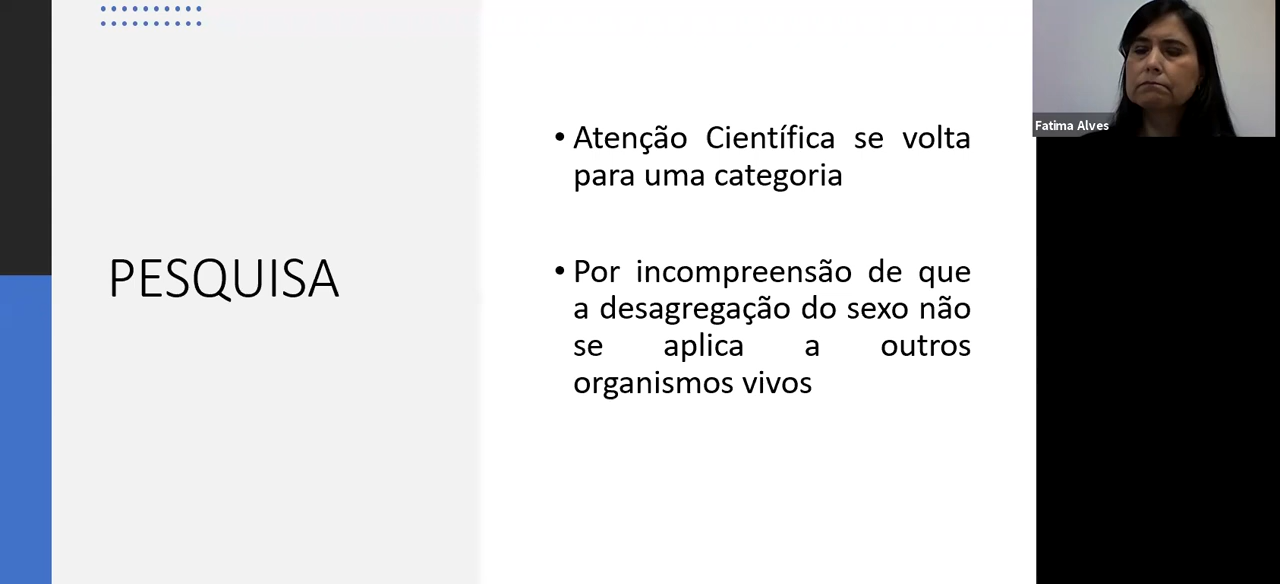 PESQUISA
• Atenção Científica se volta
para uma categoria
• Por incompreensão de que
a desagregação do sexo não
se aplica a outros
organismos vivos
Fatima Alves